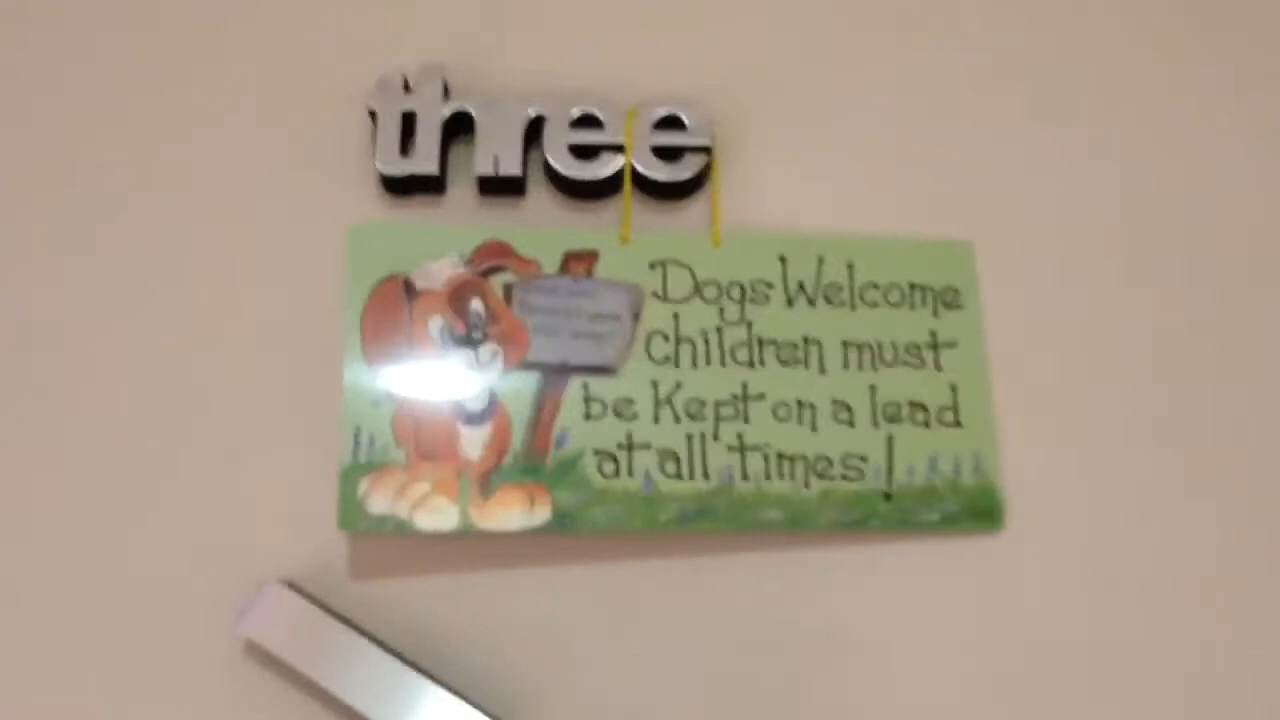 three
Dogs Welcome
children must
be Kept on a lead
at all times!